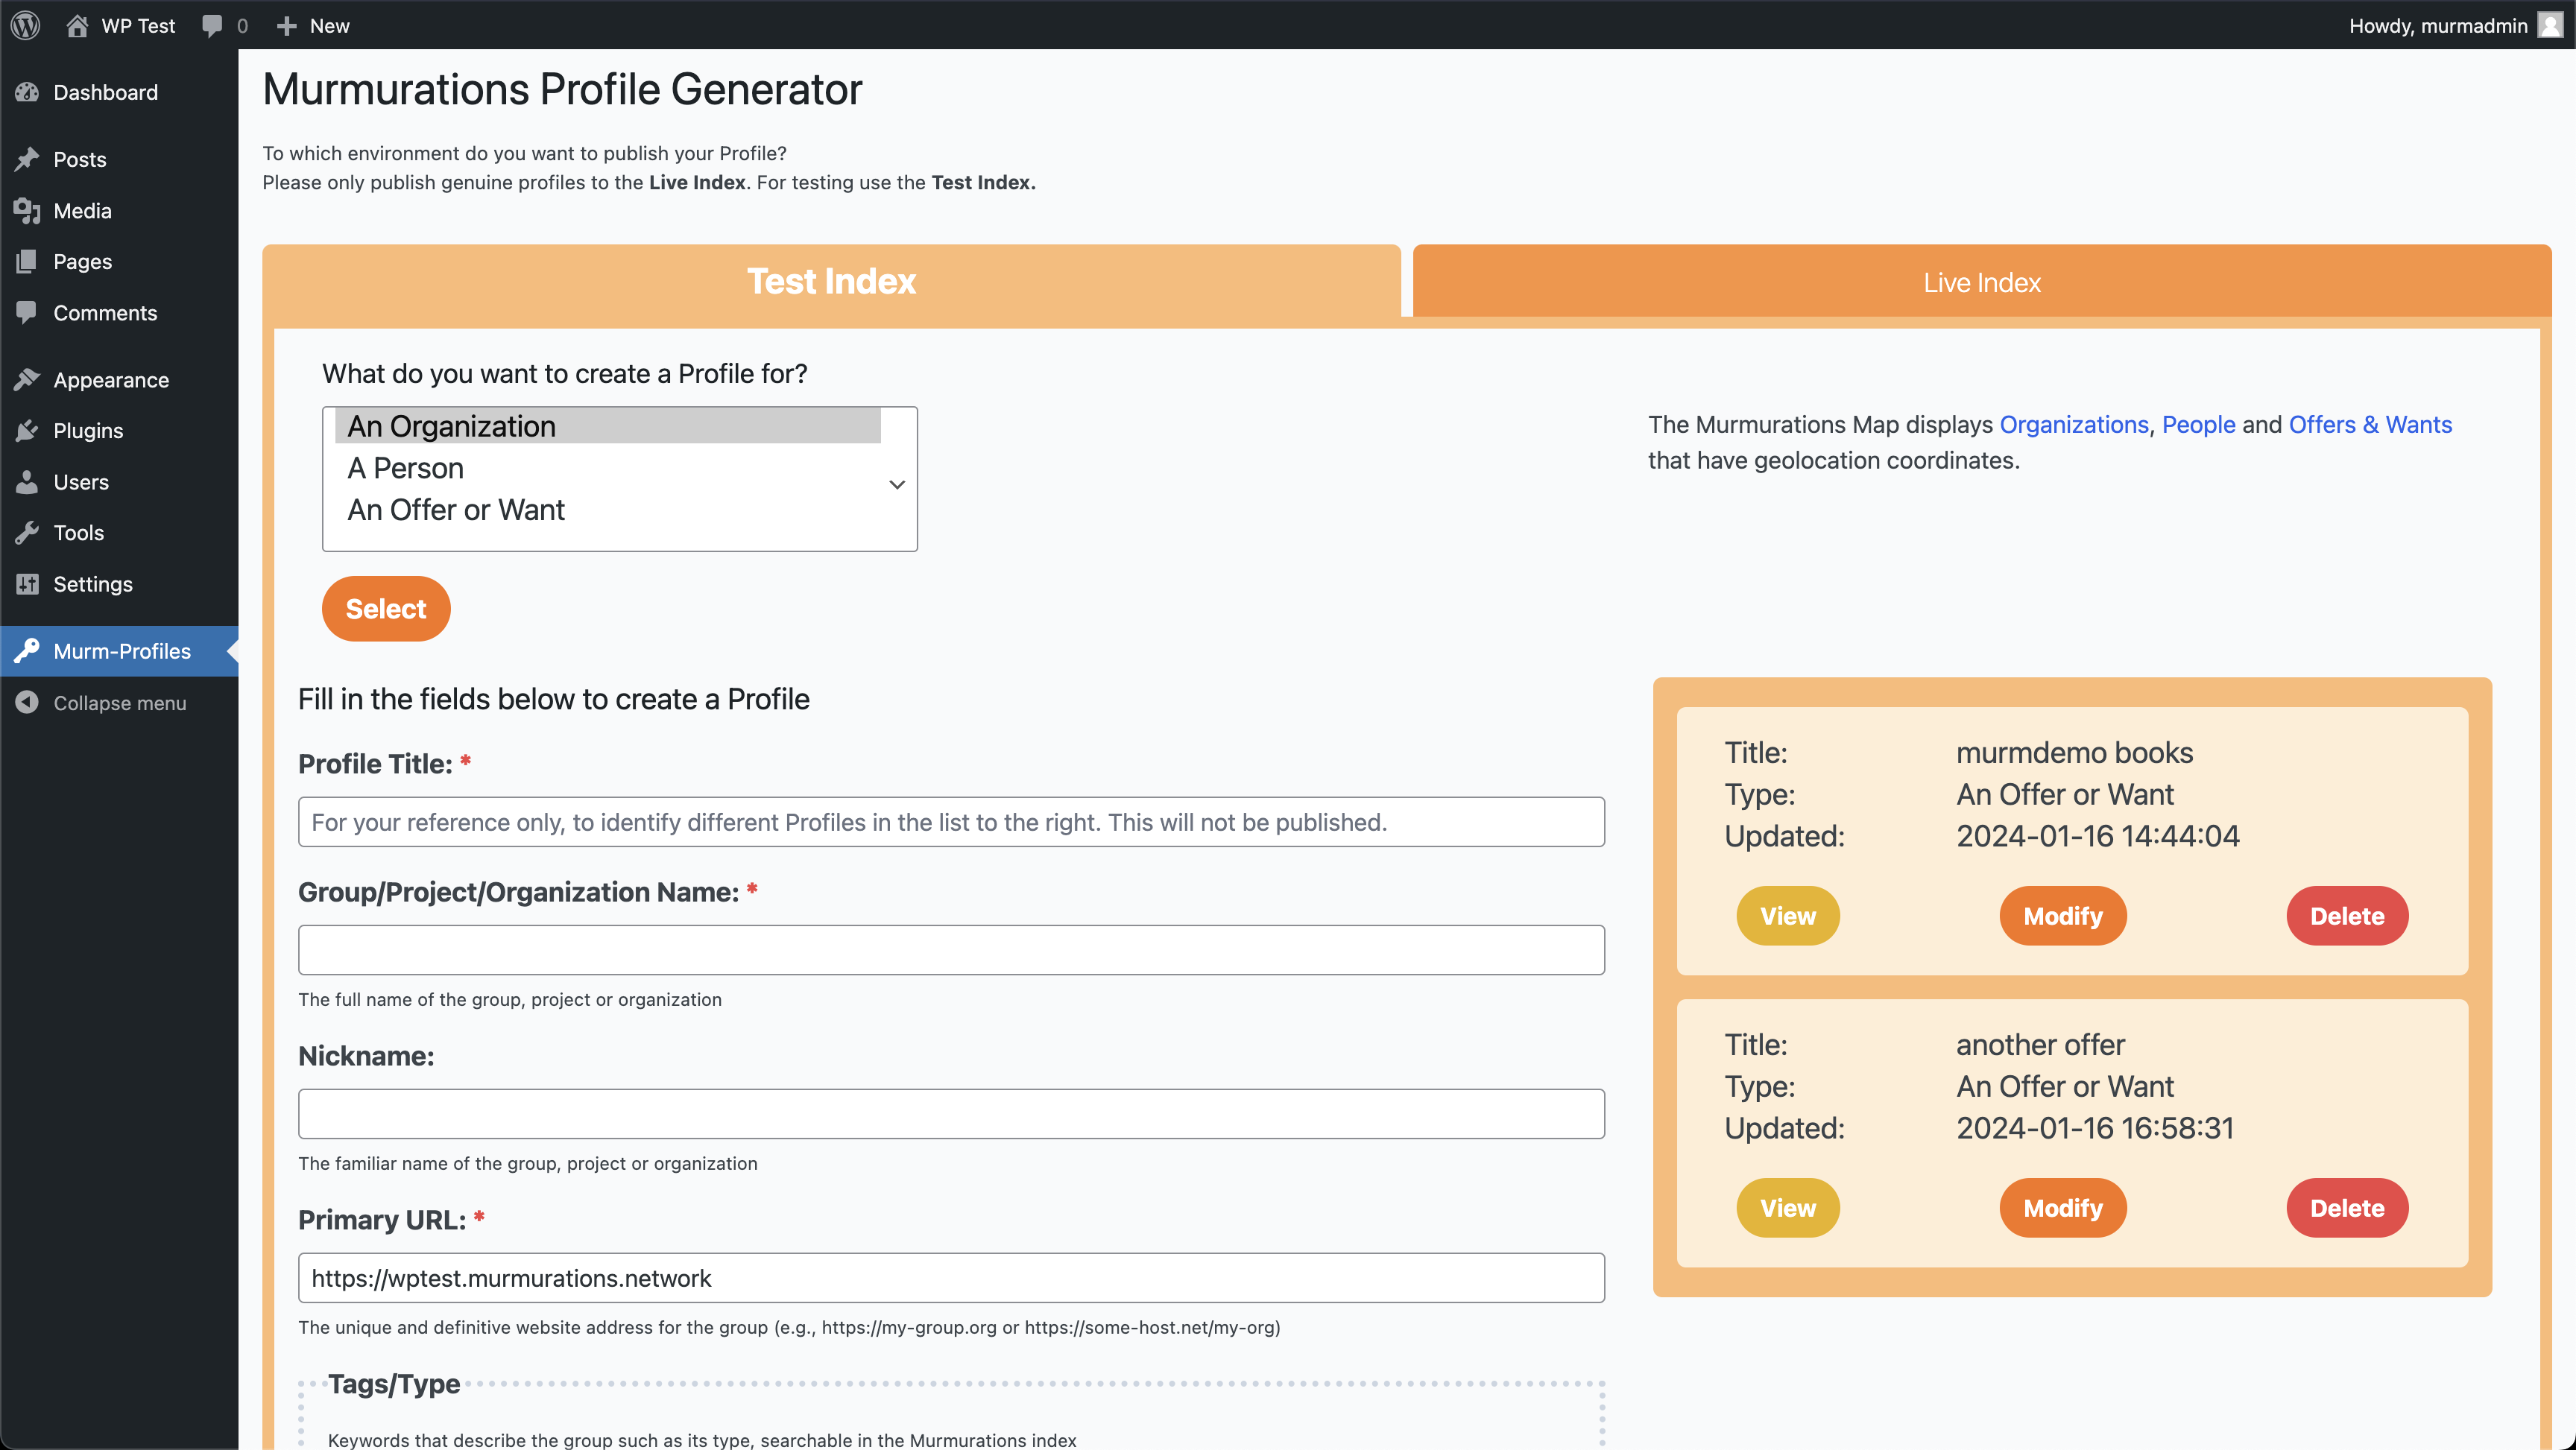 WP Test
0
New
Howdy, murmadmin
Dashboard
Posts
Media
Pages
Comments
Appearance
Plugins
Users
Tools
Settings
Murm-Profiles
Collapse menu
Murmurations Profile Generator
To which environment do you want to publish your Profile?
Please only publish genuine profiles to the Live Index. For testing use the Test Index.
Test Index
Live Index
What do you want to create a Profile for?
An Organization
A Person
An Offer or Want
Select
The Murmurations Map displays Organizations, People and Offers & Wants
that have geolocation coordinates.
Fill in the fields below to create a Profile
Profile Title: *
For your reference only, to identify different Profiles in the list to the right. This will not be published.
Group/Project/Organization Name: *
The full name of the group, project or organization
Nickname:
The familiar name of the group, project or organization
Primary URL: *
https://wptest.murmurations.network
The unique and definitive website address for the group (e.g., https://my-group.org or https://some-host.net/my-org)
Tags/Type
Keywords that describe the group such as its type, searchable in the Murmurations index
Title: murmdemo books
Type: An Offer or Want
Updated: 2024-01-16 14:44:04
View Modify Delete
Title: another offer
Type: An Offer or Want
Updated: 2024-01-16 16:58:31
View Modify Delete